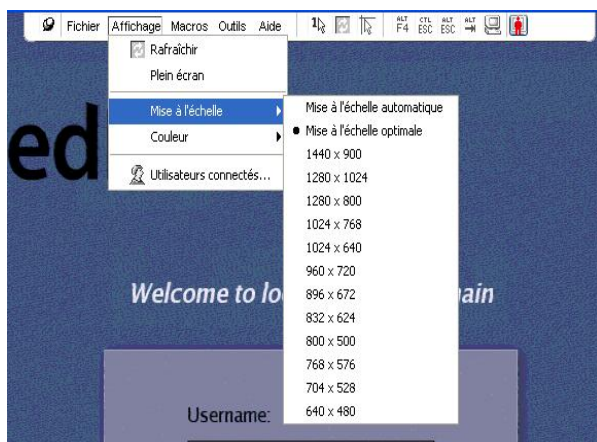 Fichier Affichage Macros Outils Aide
ALT F4 CTL ESC ALT ESC ALT
Rafraîchir
Plein écran
Mise à l'échelle
Couleur
Utilisateurs connectés...
Mise à l'échelle automatique
Mise à l'échelle optimale
1440 x 900
1280 x 1024
1280 x 800
1024 x 768
1024 x 640
960 x 720
896 x 672
832 x 624
800 x 500
768 x 576
704 x 528
640 x 480
ed
Welcome to lo ain
Username: